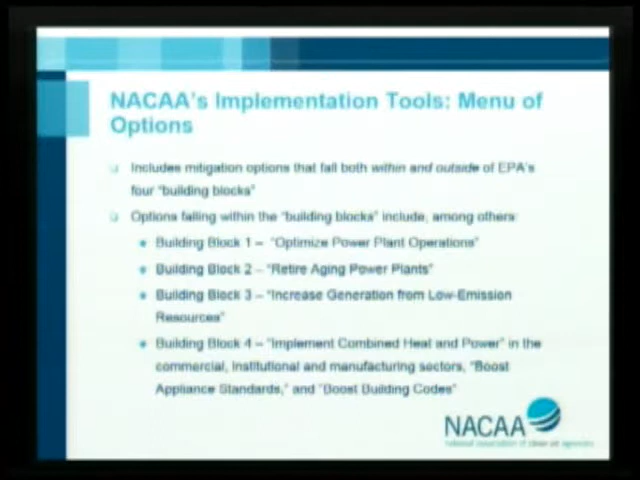 NACAA's Implementation Tools: Menu of
Options
Includes mitigation options that fall both within and outside of EPA's
four "building blocks"
Options falling within the "building blocks" include, among others
Building Block 1 – "Optimize Power Plant Operations"
Building Block 2 – "Retire Aging Power Plants"
Building Block 3 – "Increase Generation from Low-Emission
Resources"
Building Block 4 – "Implement Combined Heat and Power" in the
commercial, institutional and manufacturing sectors, "Boost
Appliance Standards," and "Boost Building Codes"
NACAA
national association of clean air agencies